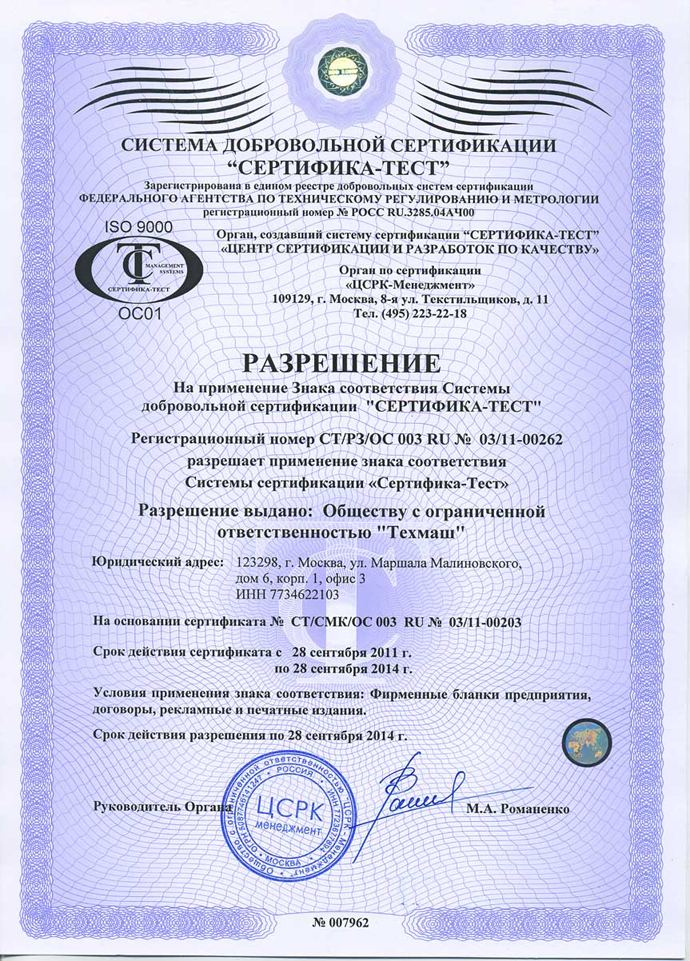 СИСТЕМА ДОБРОВОЛЬНОЙ СЕРТИФИКАЦИИ
“СЕРТИФИКА-ТЕСТ”
Зарегистрирована в едином реестре добровольных систем сертификации
ФЕДЕРАЛЬНОГО АГЕНТСТВА ПО ТЕХНИЧЕСКОМУ РЕГУЛИРОВАНИЮ И МЕТРОЛОГИИ
регистрационный номер № РОСС RU.3285.04АЧ00
ISO 9000
MANAGEMENT
SYSTEMS
СЕРТИФИКА-ТЕСТ
ОС01
Орган, создавший систему сертификации “СЕРТИФИКА-ТЕСТ”
«ЦЕНТР СЕРТИФИКАЦИИ И РАЗРАБОТОК ПО КАЧЕСТВУ»
Орган по сертификации
«ЦСРК-Менеджмент»
109129, г. Москва, 8-я ул. Текстильщиков, д. 11
Тел. (495) 223-22-18
РАЗРЕШЕНИЕ
На применение Знака соответствия Системы
добровольной сертификации "СЕРТИФИКА-ТЕСТ"
Регистрационный номер СТ/РЗ/ОС 003 RU № 03/11-00262
разрешает применение знака соответствия
Системы сертификации «Сертифика-Тест»
Разрешение выдано: Обществу с ограниченной
ответственностью "Техмаш"
Юридический адрес: 123298, г. Москва, ул. Маршала Малиновского,
дом 6, корп. 1, офис 3
ИНН 7734622103
На основании сертификата № СТ/СМК/ОС 003 RU № 03/11-00203
Срок действия сертификата с 28 сентября 2011 г.
по 28 сентября 2014 г.
Условия применения знака соответствия: Фирменные бланки предприятия,
договоры, рекламные и печатные издания.
Срок действия разрешения по 28 сентября 2014 г.
Руководитель Органа
М.А. Романенко
Общество с ограниченной ответственностью "ЦСРК-Менеджмент"
РОССИЯ
МОСКВА
ЦСРК
менеджмент
№ 007962